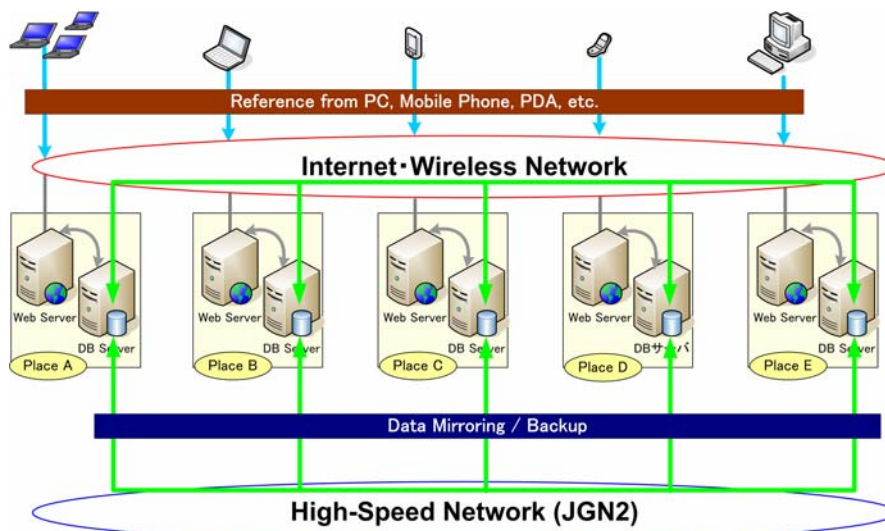 Reference from PC, Mobile Phone, PDA, etc.
Internet・Wireless Network
Web Server
DB Server
Place A
Web Server
DB Server
Place B
Web Server
DB Server
Place C
Web Server
DBサーバ
Place D
Web Server
DB Server
Place E
Data Mirroring / Backup
High-Speed Network (JGN2)